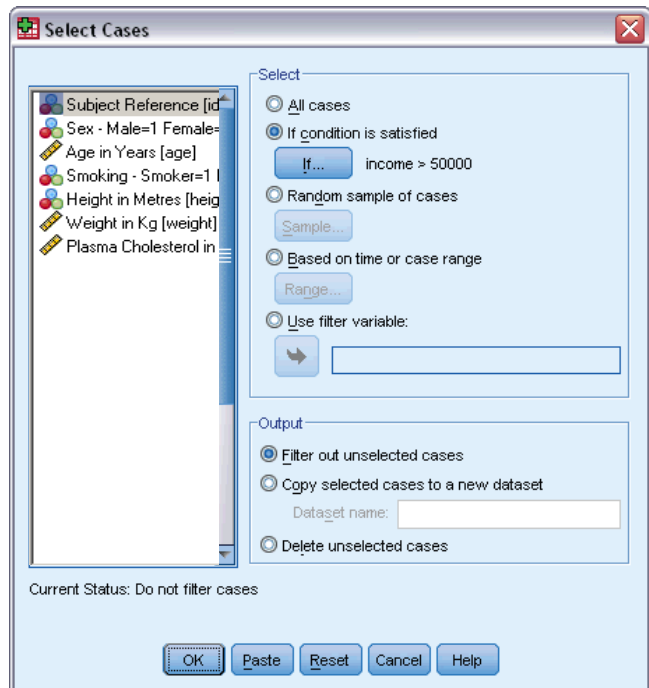 Select Cases
Subject Reference [id
Sex - Male=1 Female=
Age in Years [age]
Smoking - Smoker=1
Height in Metres [heig
Weight in Kg [weight]
Plasma Cholesterol in
Select
All cases
If condition is satisfied
If... income > 50000
Random sample of cases
Sample...
Based on time or case range
Range...
Use filter variable:
Output
Filter out unselected cases
Copy selected cases to a new dataset
Dataset name:
Delete unselected cases
Current Status: Do not filter cases
OK Paste Reset Cancel Help